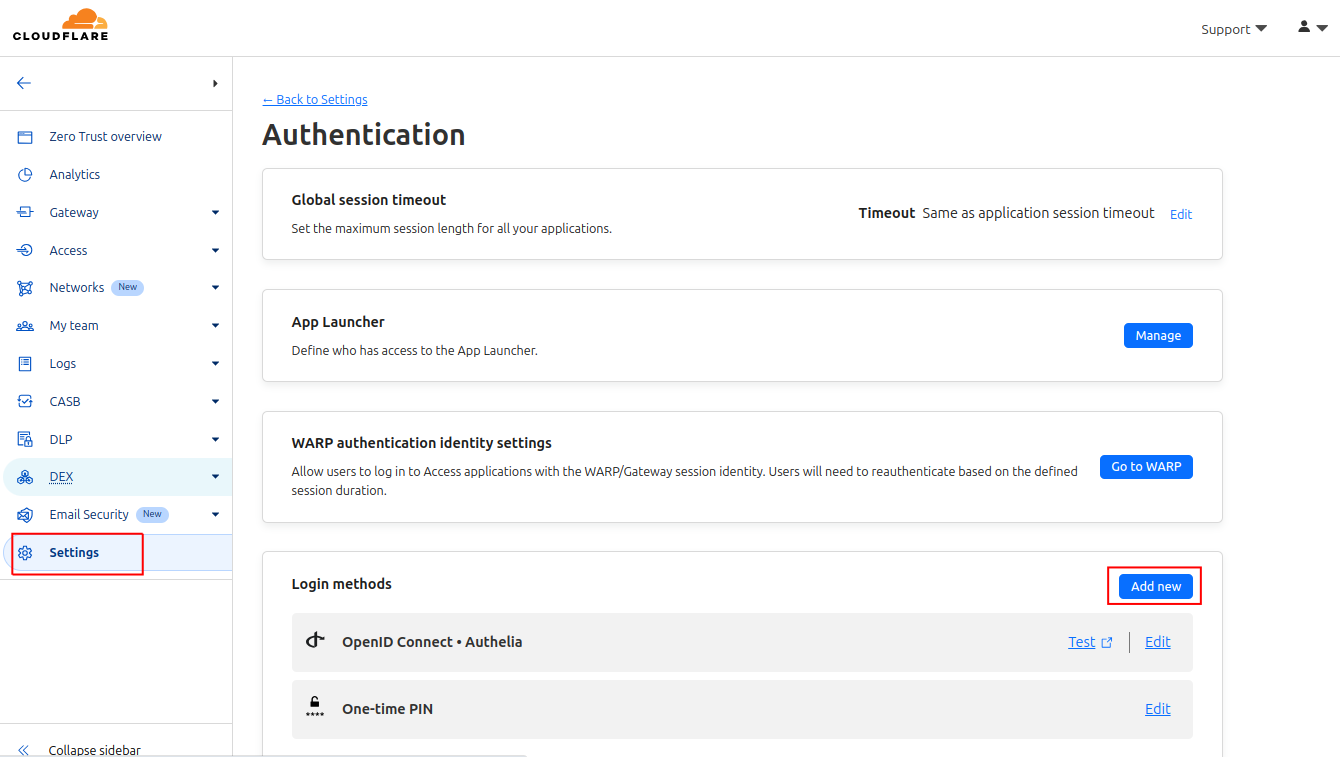 CLOUDFLARE
Support
Zero Trust overview
Analytics
Gateway
Access
Networks New
My team
Logs
CASB
DLP
DEX
Email Security New
Settings
Collapse sidebar
← Back to Settings
Authentication
Global session timeout
Set the maximum session length for all your applications.
Timeout Same as application session timeout Edit
App Launcher
Define who has access to the App Launcher.
Manage
WARP authentication identity settings
Allow users to log in to Access applications with the WARP/Gateway session identity. Users will need to reauthenticate based on the defined
session duration.
Go to WARP
Login methods
Add new
OpenID Connect • Authelia
Test Edit
One-time PIN
Edit